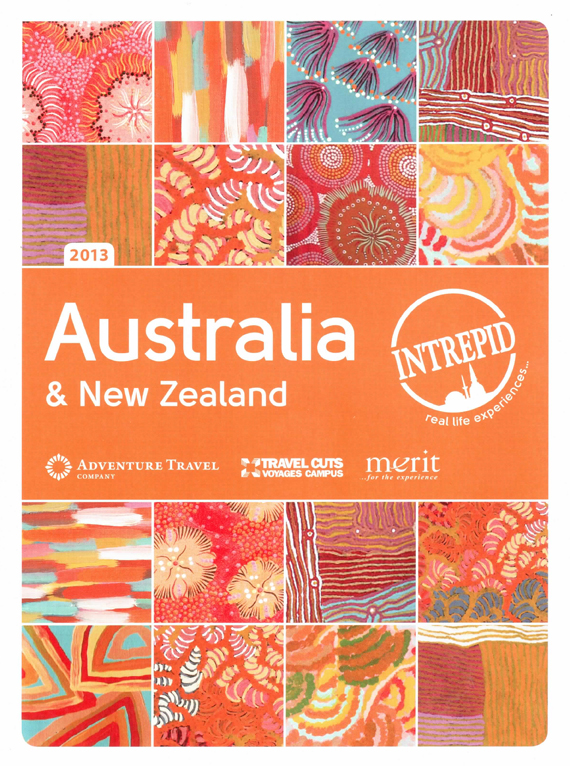 2013
Australia
& New Zealand
INTREPID
real life experiences...
ADVENTURE TRAVEL
COMPANY
TRAVEL CUTS
VOYAGES CAMPUS
merit
...for the experience